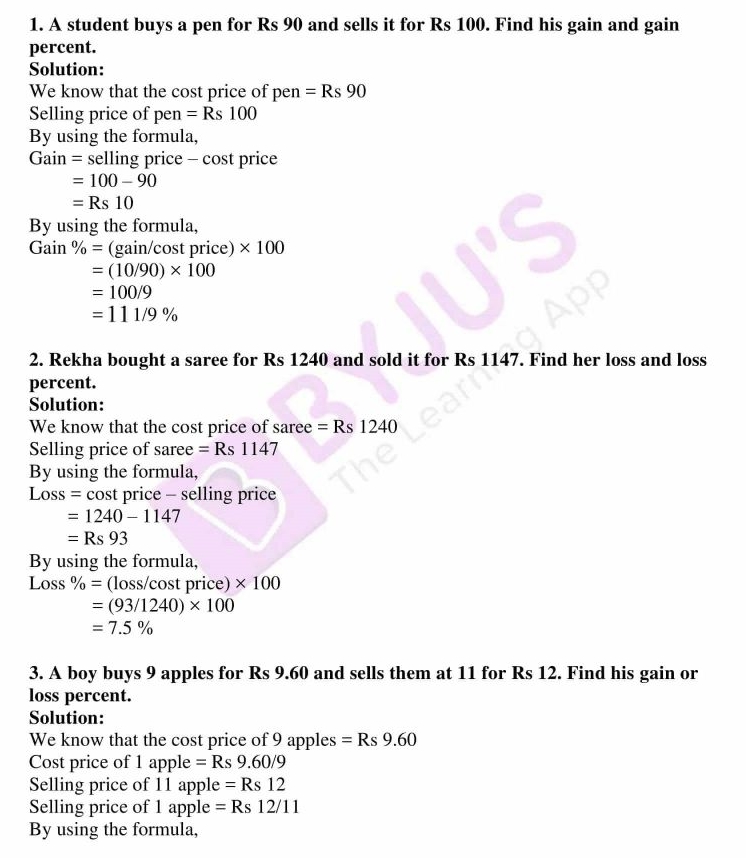 1. A student buys a pen for Rs 90 and sells it for Rs 100. Find his gain and gain
percent.
Solution:
We know that the cost price of pen = Rs 90
Selling price of pen = Rs 100
By using the formula,
Gain = selling price – cost price
= 100 – 90
= Rs 10
By using the formula,
Gain % = (gain/cost price) × 100
= (10/90) × 100
= 100/9
= 11 1/9 %
2. Rekha bought a saree for Rs 1240 and sold it for Rs 1147. Find her loss and loss
percent.
Solution:
We know that the cost price of saree = Rs 1240
Selling price of saree = Rs 1147
By using the formula,
Loss = cost price – selling price
= 1240 – 1147
= Rs 93
By using the formula,
Loss % = (loss/cost price) × 100
= (93/1240) × 100
= 7.5 %
3. A boy buys 9 apples for Rs 9.60 and sells them at 11 for Rs 12. Find his gain or
loss percent.
Solution:
We know that the cost price of 9 apples = Rs 9.60
Cost price of 1 apple = Rs 9.60/9
Selling price of 11 apple = Rs 12
Selling price of 1 apple = Rs 12/11
By using the formula,
BYJU'S
The Learning App